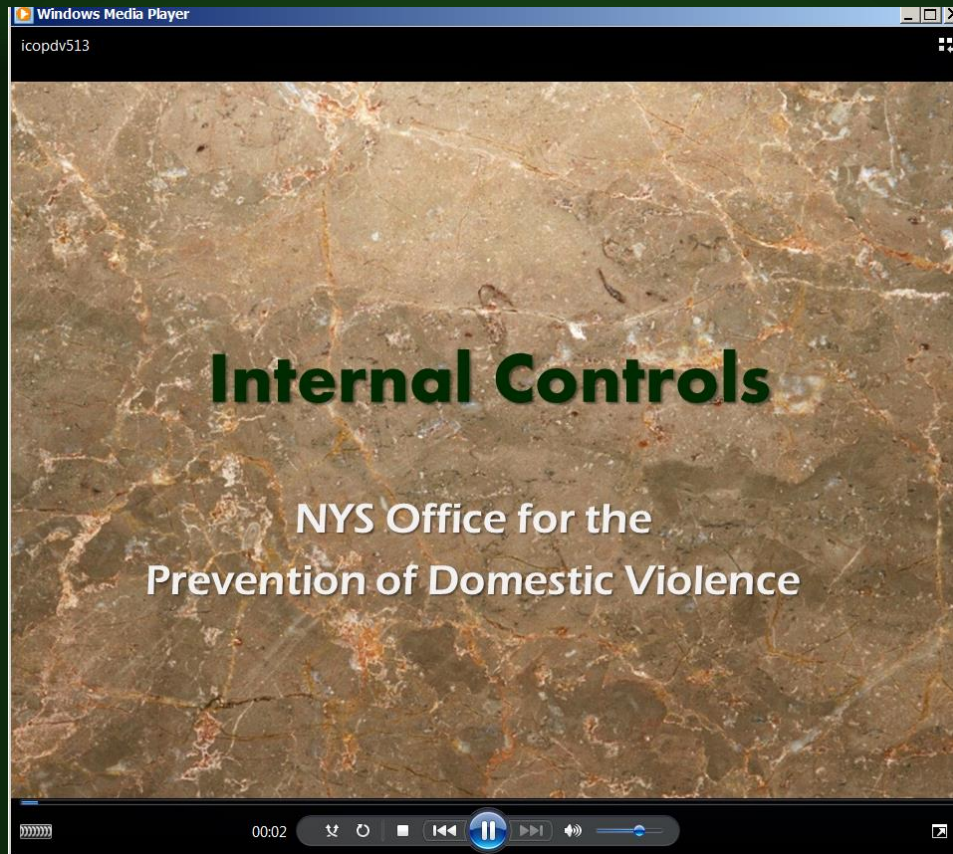 Windows Media Player
icopdv513
Internal Controls
NYS Office for the
Prevention of Domestic Violence
00:02